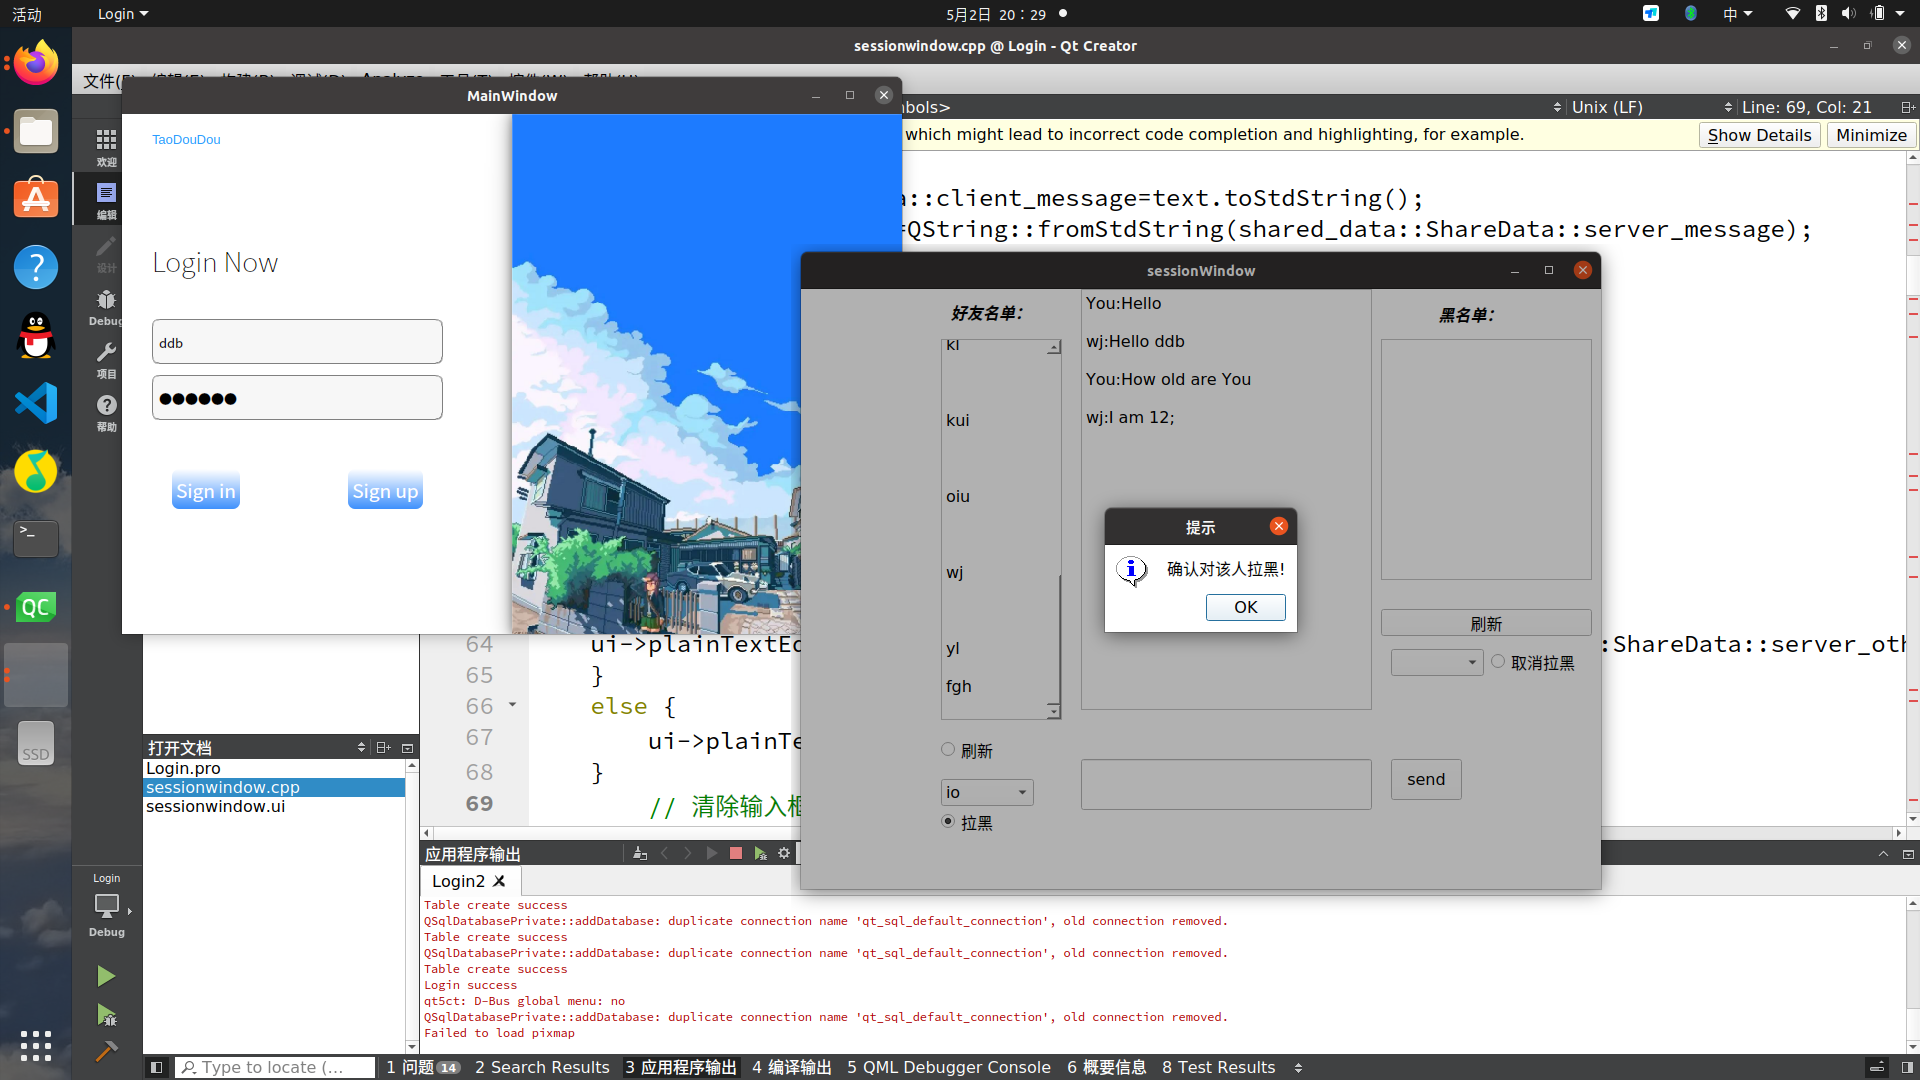 活动
Login
5月2日 20：29
中
sessionwindow.cpp @ Login - Qt Creator
MainWindow
Unix (LF)
Line: 69, Col: 21
which might lead to incorrect code completion and highlighting, for example.
Show Details
Minimize
欢迎
编辑
设计
Debug
项目
帮助
TaoDouDou
Login Now
ddb
●●●●●●
Sign in
Sign up
::client_message=text.toStdString();
=QString::fromStdString(shared_data::ShareData::server_message);
sessionWindow
好友名单：
kl
kui
oiu
wj
yl
fgh
刷新
io
拉黑
You:Hello
wj:Hello ddb
You:How old are You
wj:I am 12;
提示
确认对该人拉黑!
OK
send
黑名单：
刷新
取消拉黑
64 ui->plainTextEd
:ShareData::server_oth
65 }
66 else {
67 ui->plainTe
68 }
69 // 清除输入框
打开文档
Login.pro
sessionwindow.cpp
sessionwindow.ui
SSD
Login
Debug
应用程序输出
Login2
Table create success
QSqlDatabasePrivate::addDatabase: duplicate connection name 'qt_sql_default_connection', old connection removed.
Table create success
QSqlDatabasePrivate::addDatabase: duplicate connection name 'qt_sql_default_connection', old connection removed.
Table create success
Login success
qt5ct: D-Bus global menu: no
QSqlDatabasePrivate::addDatabase: duplicate connection name 'qt_sql_default_connection', old connection removed.
Failed to load pixmap
Type to locate (...
1 问题 14
2 Search Results
3 应用程序输出
4 编译输出
5 QML Debugger Console
6 概要信息
8 Test Results